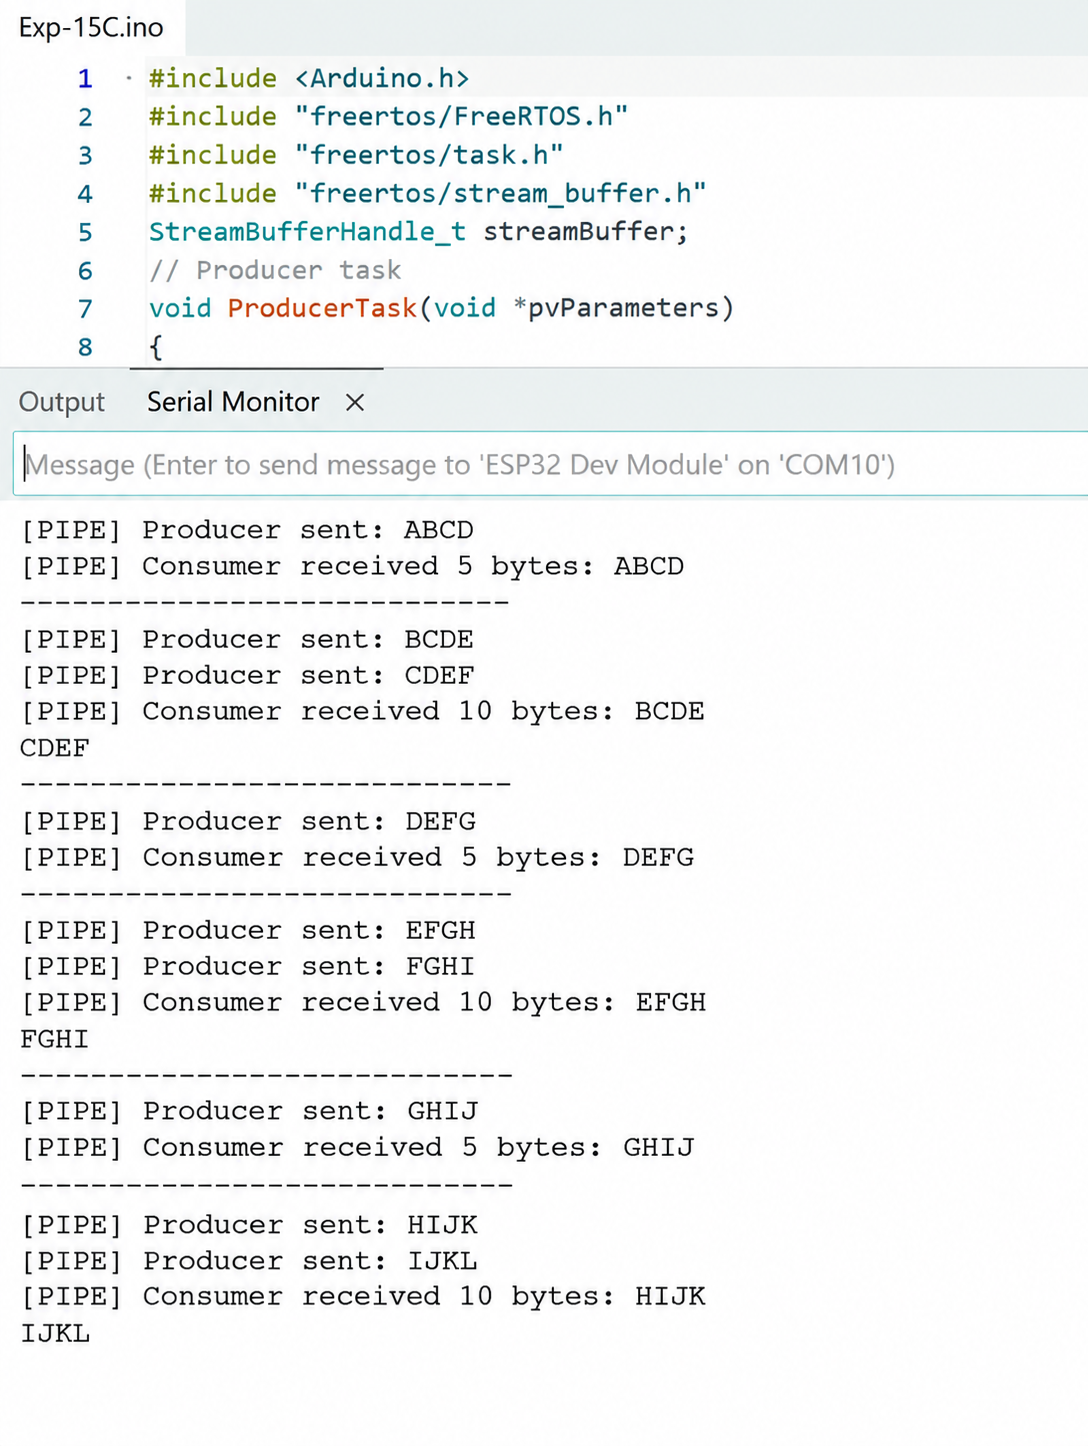 Exp-15C.ino
1 #include <Arduino.h>
2 #include "freertos/FreeRTOS.h"
3 #include "freertos/task.h"
4 #include "freertos/stream_buffer.h"
5 StreamBufferHandle_t streamBuffer;
6 // Producer task
7 void ProducerTask(void *pvParameters)
8 {
Output Serial Monitor ×
Message (Enter to send message to 'ESP32 Dev Module' on 'COM10')
[PIPE] Producer sent: ABCD
[PIPE] Consumer received 5 bytes: ABCD
----------------------------
[PIPE] Producer sent: BCDE
[PIPE] Producer sent: CDEF
[PIPE] Consumer received 10 bytes: BCDE
CDEF
----------------------------
[PIPE] Producer sent: DEFG
[PIPE] Consumer received 5 bytes: DEFG
----------------------------
[PIPE] Producer sent: EFGH
[PIPE] Producer sent: FGHI
[PIPE] Consumer received 10 bytes: EFGH
FGHI
----------------------------
[PIPE] Producer sent: GHIJ
[PIPE] Consumer received 5 bytes: GHIJ
----------------------------
[PIPE] Producer sent: HIJK
[PIPE] Producer sent: IJKL
[PIPE] Consumer received 10 bytes: HIJK
IJKL